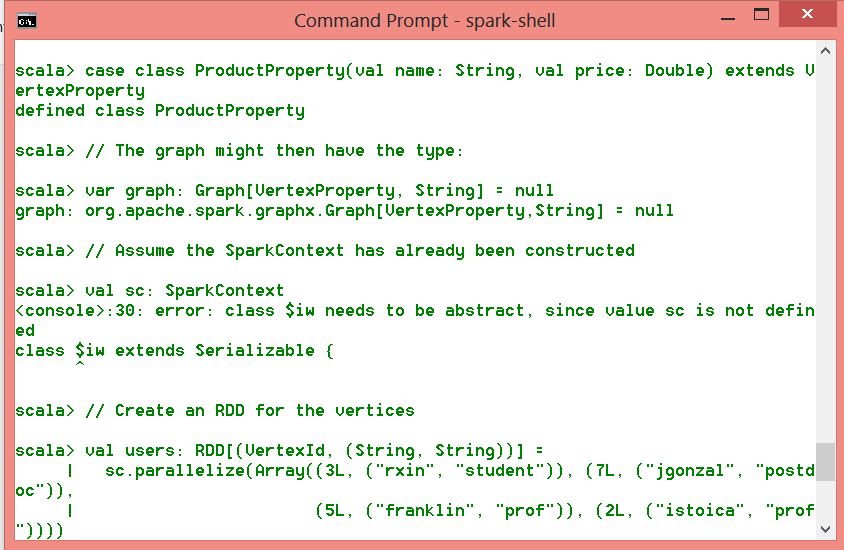 Command Prompt - spark-shell
scala> case class ProductProperty(val name: String, val price: Double) extends V
ertexProperty
defined class ProductProperty
scala> // The graph might then have the type:
scala> var graph: Graph[VertexProperty, String] = null
graph: org.apache.spark.graphx.Graph[VertexProperty,String] = null
scala> // Assume the SparkContext has already been constructed
scala> val sc: SparkContext
<console>:30: error: class $iw needs to be abstract, since value sc is not defin
ed
class $iw extends Serializable {
^
scala> // Create an RDD for the vertices
scala> val users: RDD[(VertexId, (String, String))] =
| sc.parallelize(Array((3L, ("rxin", "student")), (7L, ("jgonzal", "postd
oc")),
| (5L, ("franklin", "prof")), (2L, ("istoica", "prof
"))))